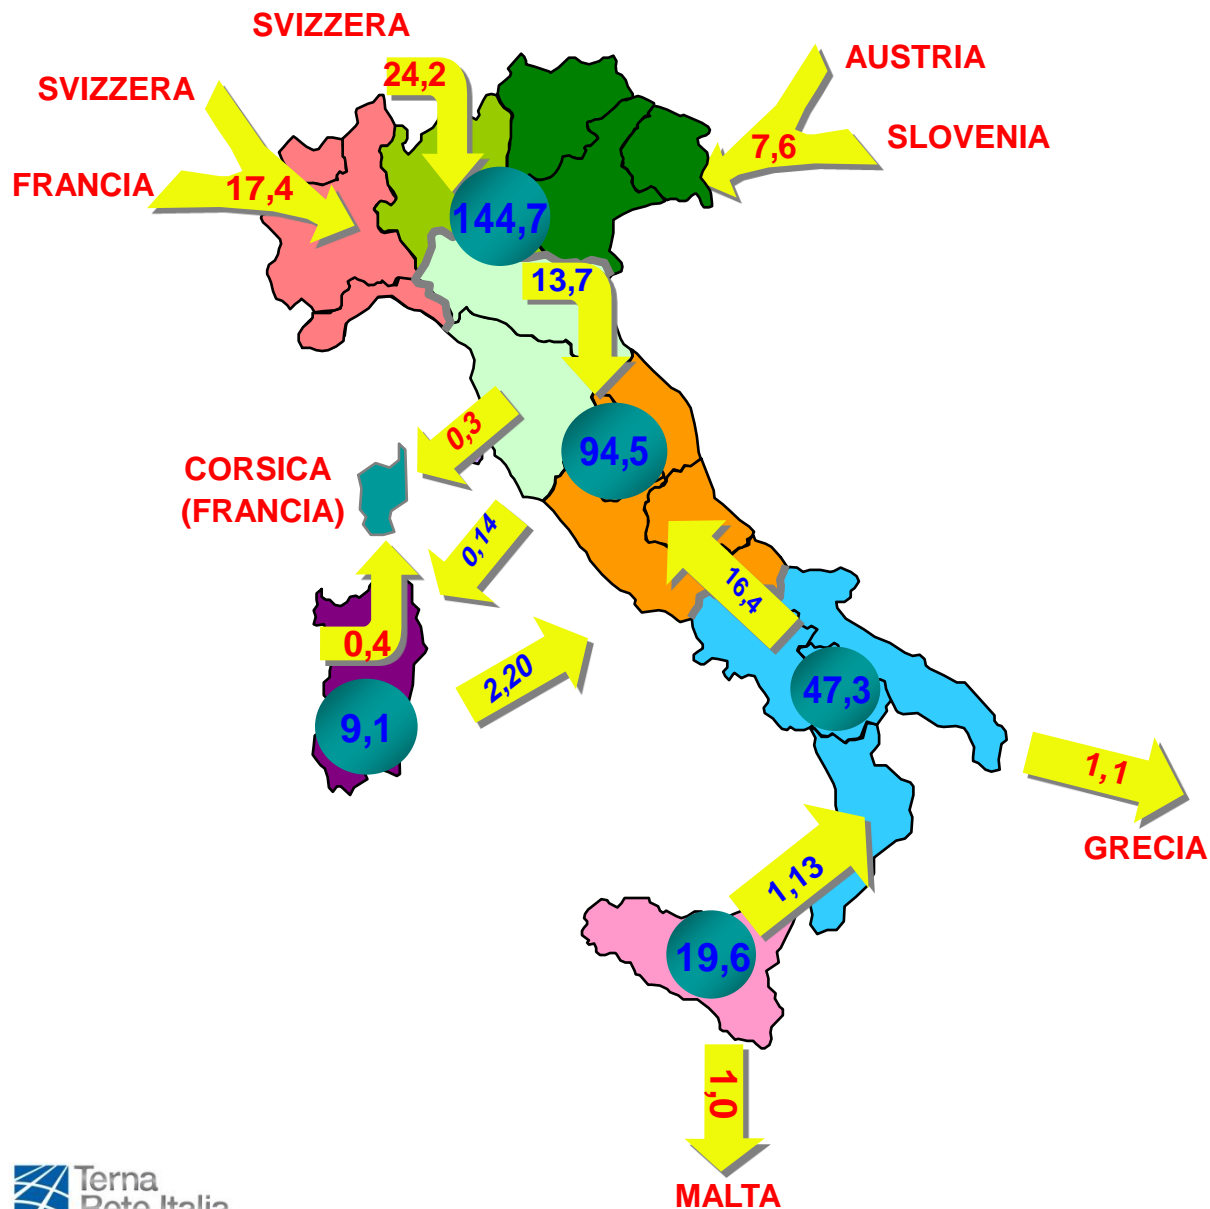 SVIZZERA
24,2
AUSTRIA
SVIZZERA
7,6
SLOVENIA
FRANCIA
17,4
144,7
13,7
0,3
94,5
CORSICA
(FRANCIA)
0,14
16,4
0,4
2,20
47,3
9,1
1,1
GRECIA
1,13
19,6
1,0
MALTA
Terna
Rete Italia